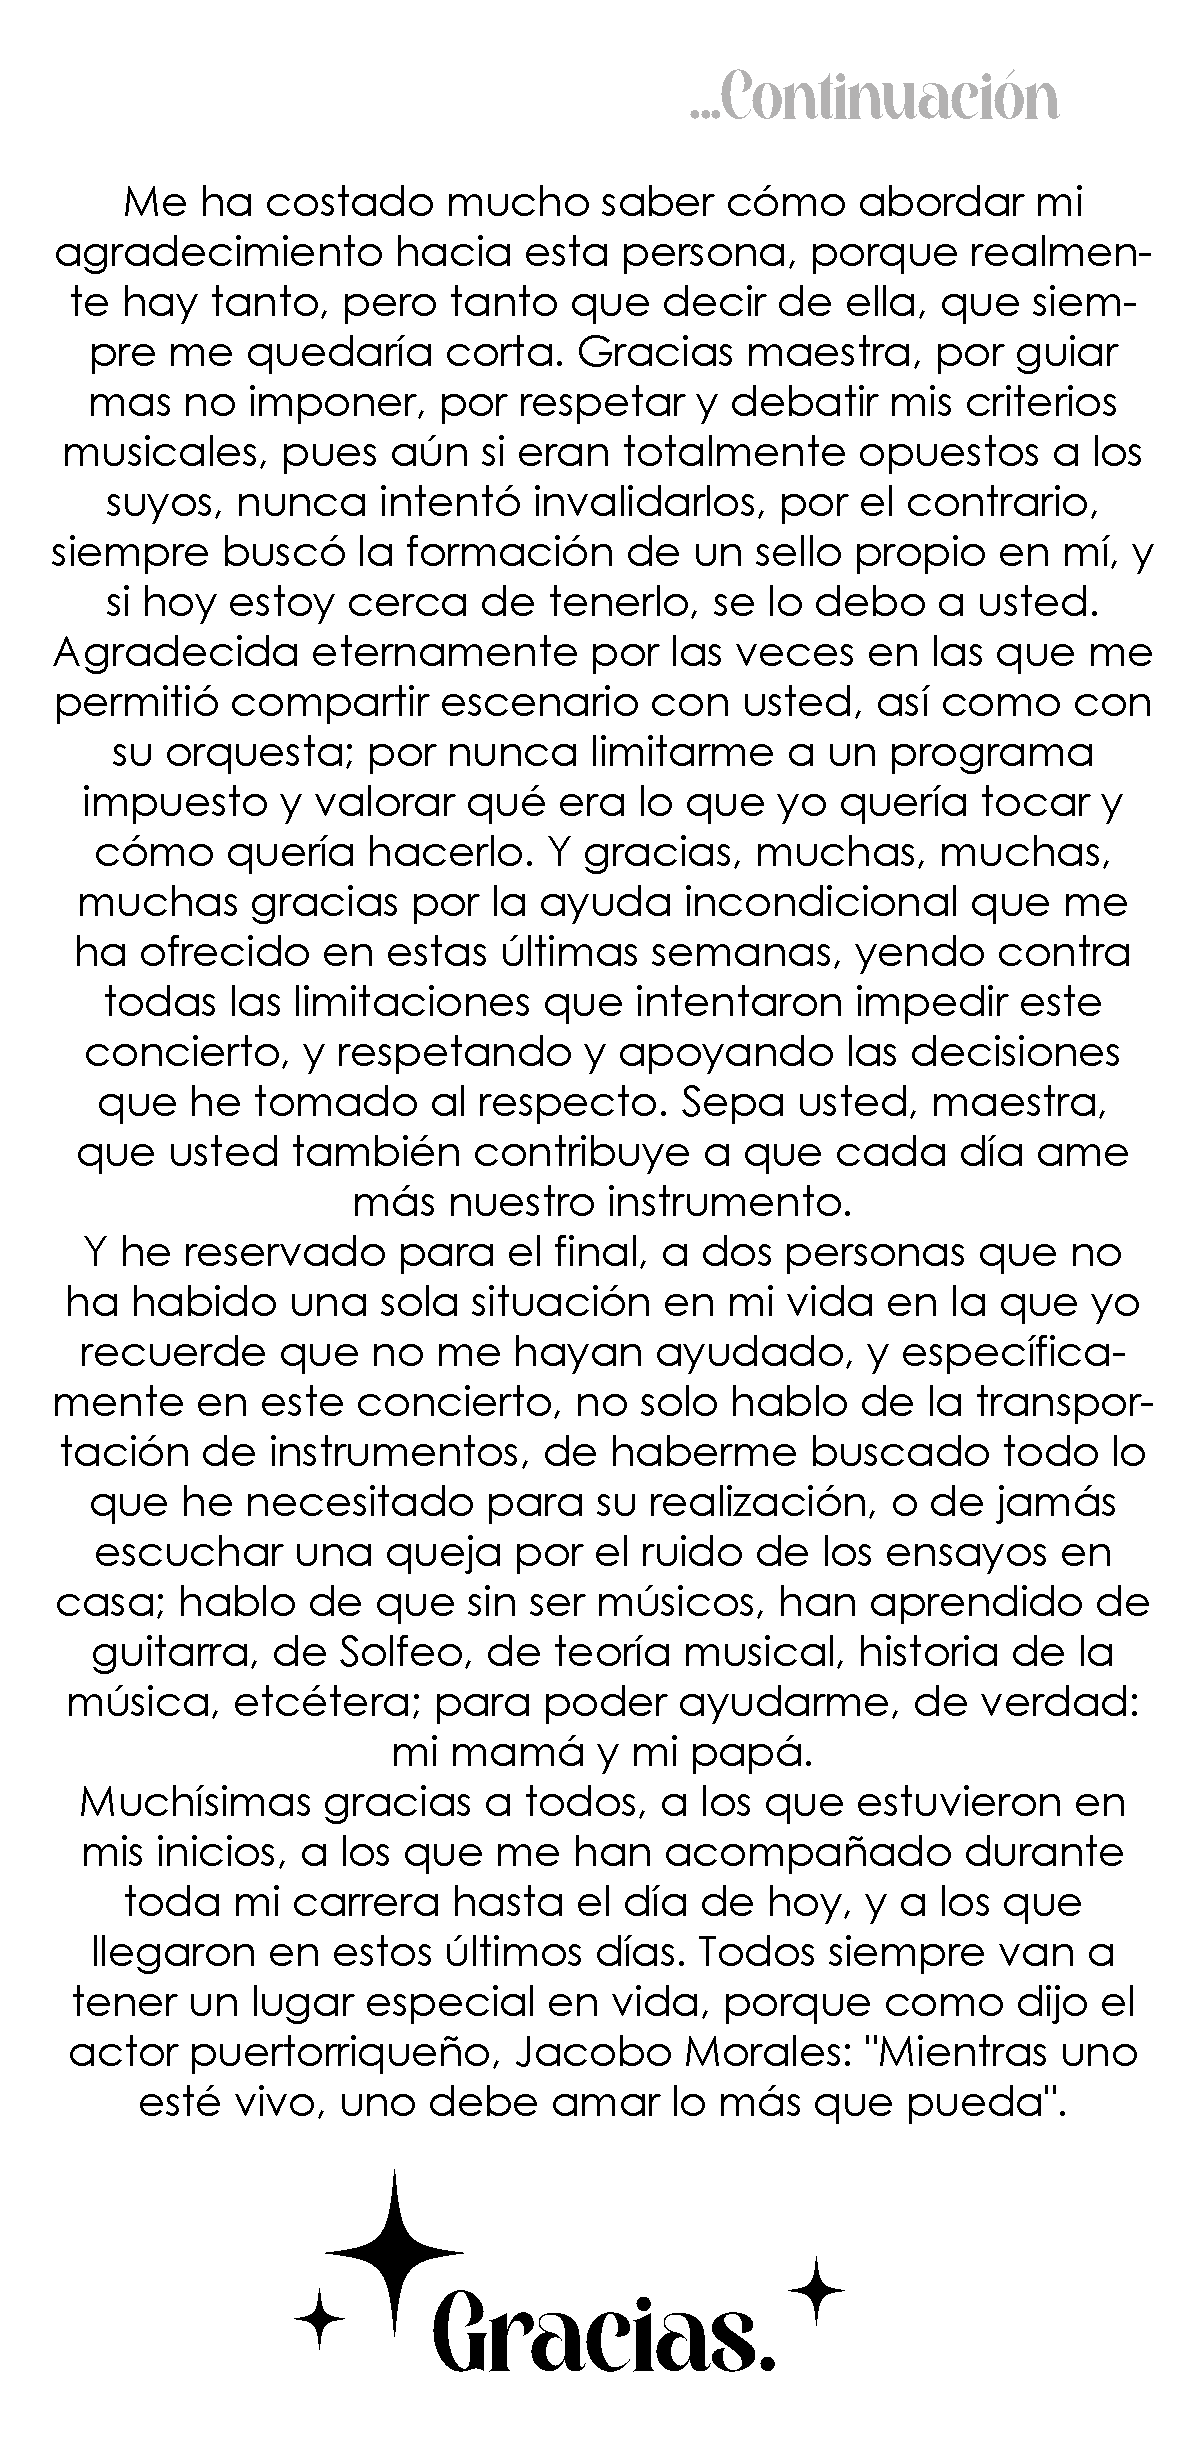 ...Continuación
Me ha costado mucho saber cómo abordar mi
agradecimiento hacia esta persona, porque realmen-
te hay tanto, pero tanto que decir de ella, que siem-
pre me quedaría corta. Gracias maestra, por guiar
mas no imponer, por respetar y debatir mis criterios
musicales, pues aún si eran totalmente opuestos a los
suyos, nunca intentó invalidarlos, por el contrario,
siempre buscó la formación de un sello propio en mí, y
si hoy estoy cerca de tenerlo, se lo debo a usted.
Agradecida eternamente por las veces en las que me
permitió compartir escenario con usted, así como con
su orquesta; por nunca limitarme a un programa
impuesto y valorar qué era lo que yo quería tocar y
cómo quería hacerlo. Y gracias, muchas, muchas,
muchas gracias por la ayuda incondicional que me
ha ofrecido en estas últimas semanas, yendo contra
todas las limitaciones que intentaron impedir este
concierto, y respetando y apoyando las decisiones
que he tomado al respecto. Sepa usted, maestra,
que usted también contribuye a que cada día ame
más nuestro instrumento.
Y he reservado para el final, a dos personas que no
ha habido una sola situación en mi vida en la que yo
recuerde que no me hayan ayudado, y específica-
mente en este concierto, no solo hablo de la transpor-
tación de instrumentos, de haberme buscado todo lo
que he necesitado para su realización, o de jamás
escuchar una queja por el ruido de los ensayos en
casa; hablo de que sin ser músicos, han aprendido de
guitarra, de Solfeo, de teoría musical, historia de la
música, etcétera; para poder ayudarme, de verdad:
mi mamá y mi papá.
Muchísimas gracias a todos, a los que estuvieron en
mis inicios, a los que me han acompañado durante
toda mi carrera hasta el día de hoy, y a los que
llegaron en estos últimos días. Todos siempre van a
tener un lugar especial en vida, porque como dijo el
actor puertorriqueño, Jacobo Morales: "Mientras uno
esté vivo, uno debe amar lo más que pueda".
Gracias.